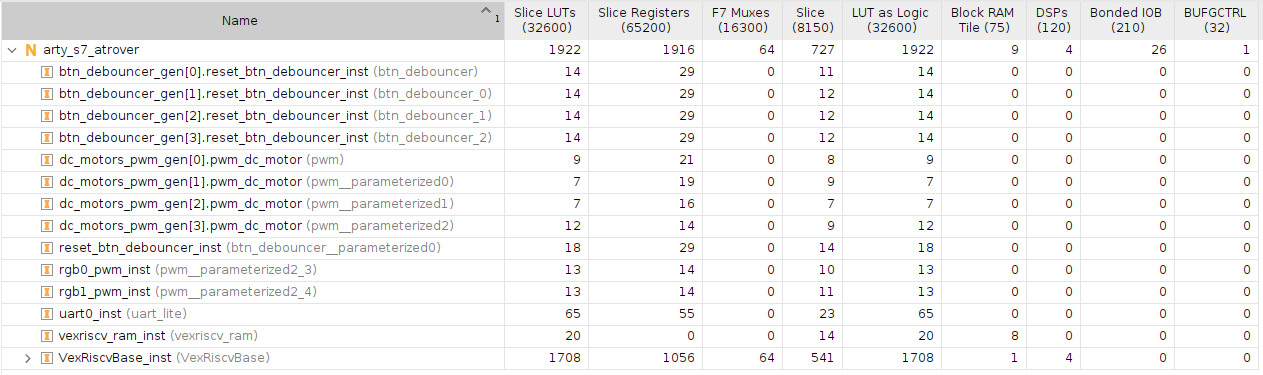 Name 1 Slice LUTs (32600) Slice Registers (65200) F7 Muxes (16300) Slice (8150) LUT as Logic (32600) Block RAM Tile (75) DSPs (120) Bonded IOB (210) BUFGCTRL (32)
N arty_s7_atrover 1922 1916 64 727 1922 9 4 26 1
I btn_debouncer_gen[0].reset_btn_debouncer_inst (btn_debouncer) 14 29 0 11 14 0 0 0 0
I btn_debouncer_gen[1].reset_btn_debouncer_inst (btn_debouncer_0) 14 29 0 12 14 0 0 0 0
I btn_debouncer_gen[2].reset_btn_debouncer_inst (btn_debouncer_1) 14 29 0 12 14 0 0 0 0
I btn_debouncer_gen[3].reset_btn_debouncer_inst (btn_debouncer_2) 14 29 0 12 14 0 0 0 0
I dc_motors_pwm_gen[0].pwm_dc_motor (pwm) 9 21 0 8 9 0 0 0 0
I dc_motors_pwm_gen[1].pwm_dc_motor (pwm__parameterized0) 7 19 0 9 7 0 0 0 0
I dc_motors_pwm_gen[2].pwm_dc_motor (pwm__parameterized1) 7 16 0 7 7 0 0 0 0
I dc_motors_pwm_gen[3].pwm_dc_motor (pwm__parameterized2) 12 14 0 9 12 0 0 0 0
I reset_btn_debouncer_inst (btn_debouncer__parameterized0) 18 29 0 14 18 0 0 0 0
I rgb0_pwm_inst (pwm__parameterized2_3) 13 14 0 10 13 0 0 0 0
I rgb1_pwm_inst (pwm__parameterized2_4) 13 14 0 11 13 0 0 0 0
I uart0_inst (uart_lite) 65 55 0 23 65 0 0 0 0
I vexriscv_ram_inst (vexriscv_ram) 20 0 0 14 20 8 0 0 0
I VexRiscvBase_inst (VexRiscvBase) 1708 1056 64 541 1708 1 4 0 0